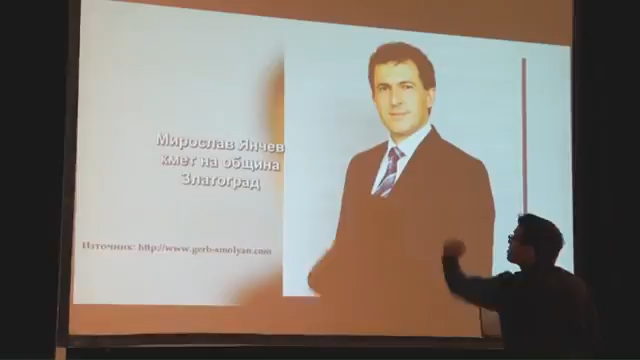 Мирослав Янчев
кмет на община
Златоград
Източник: http://www.gerb-smolyan.com